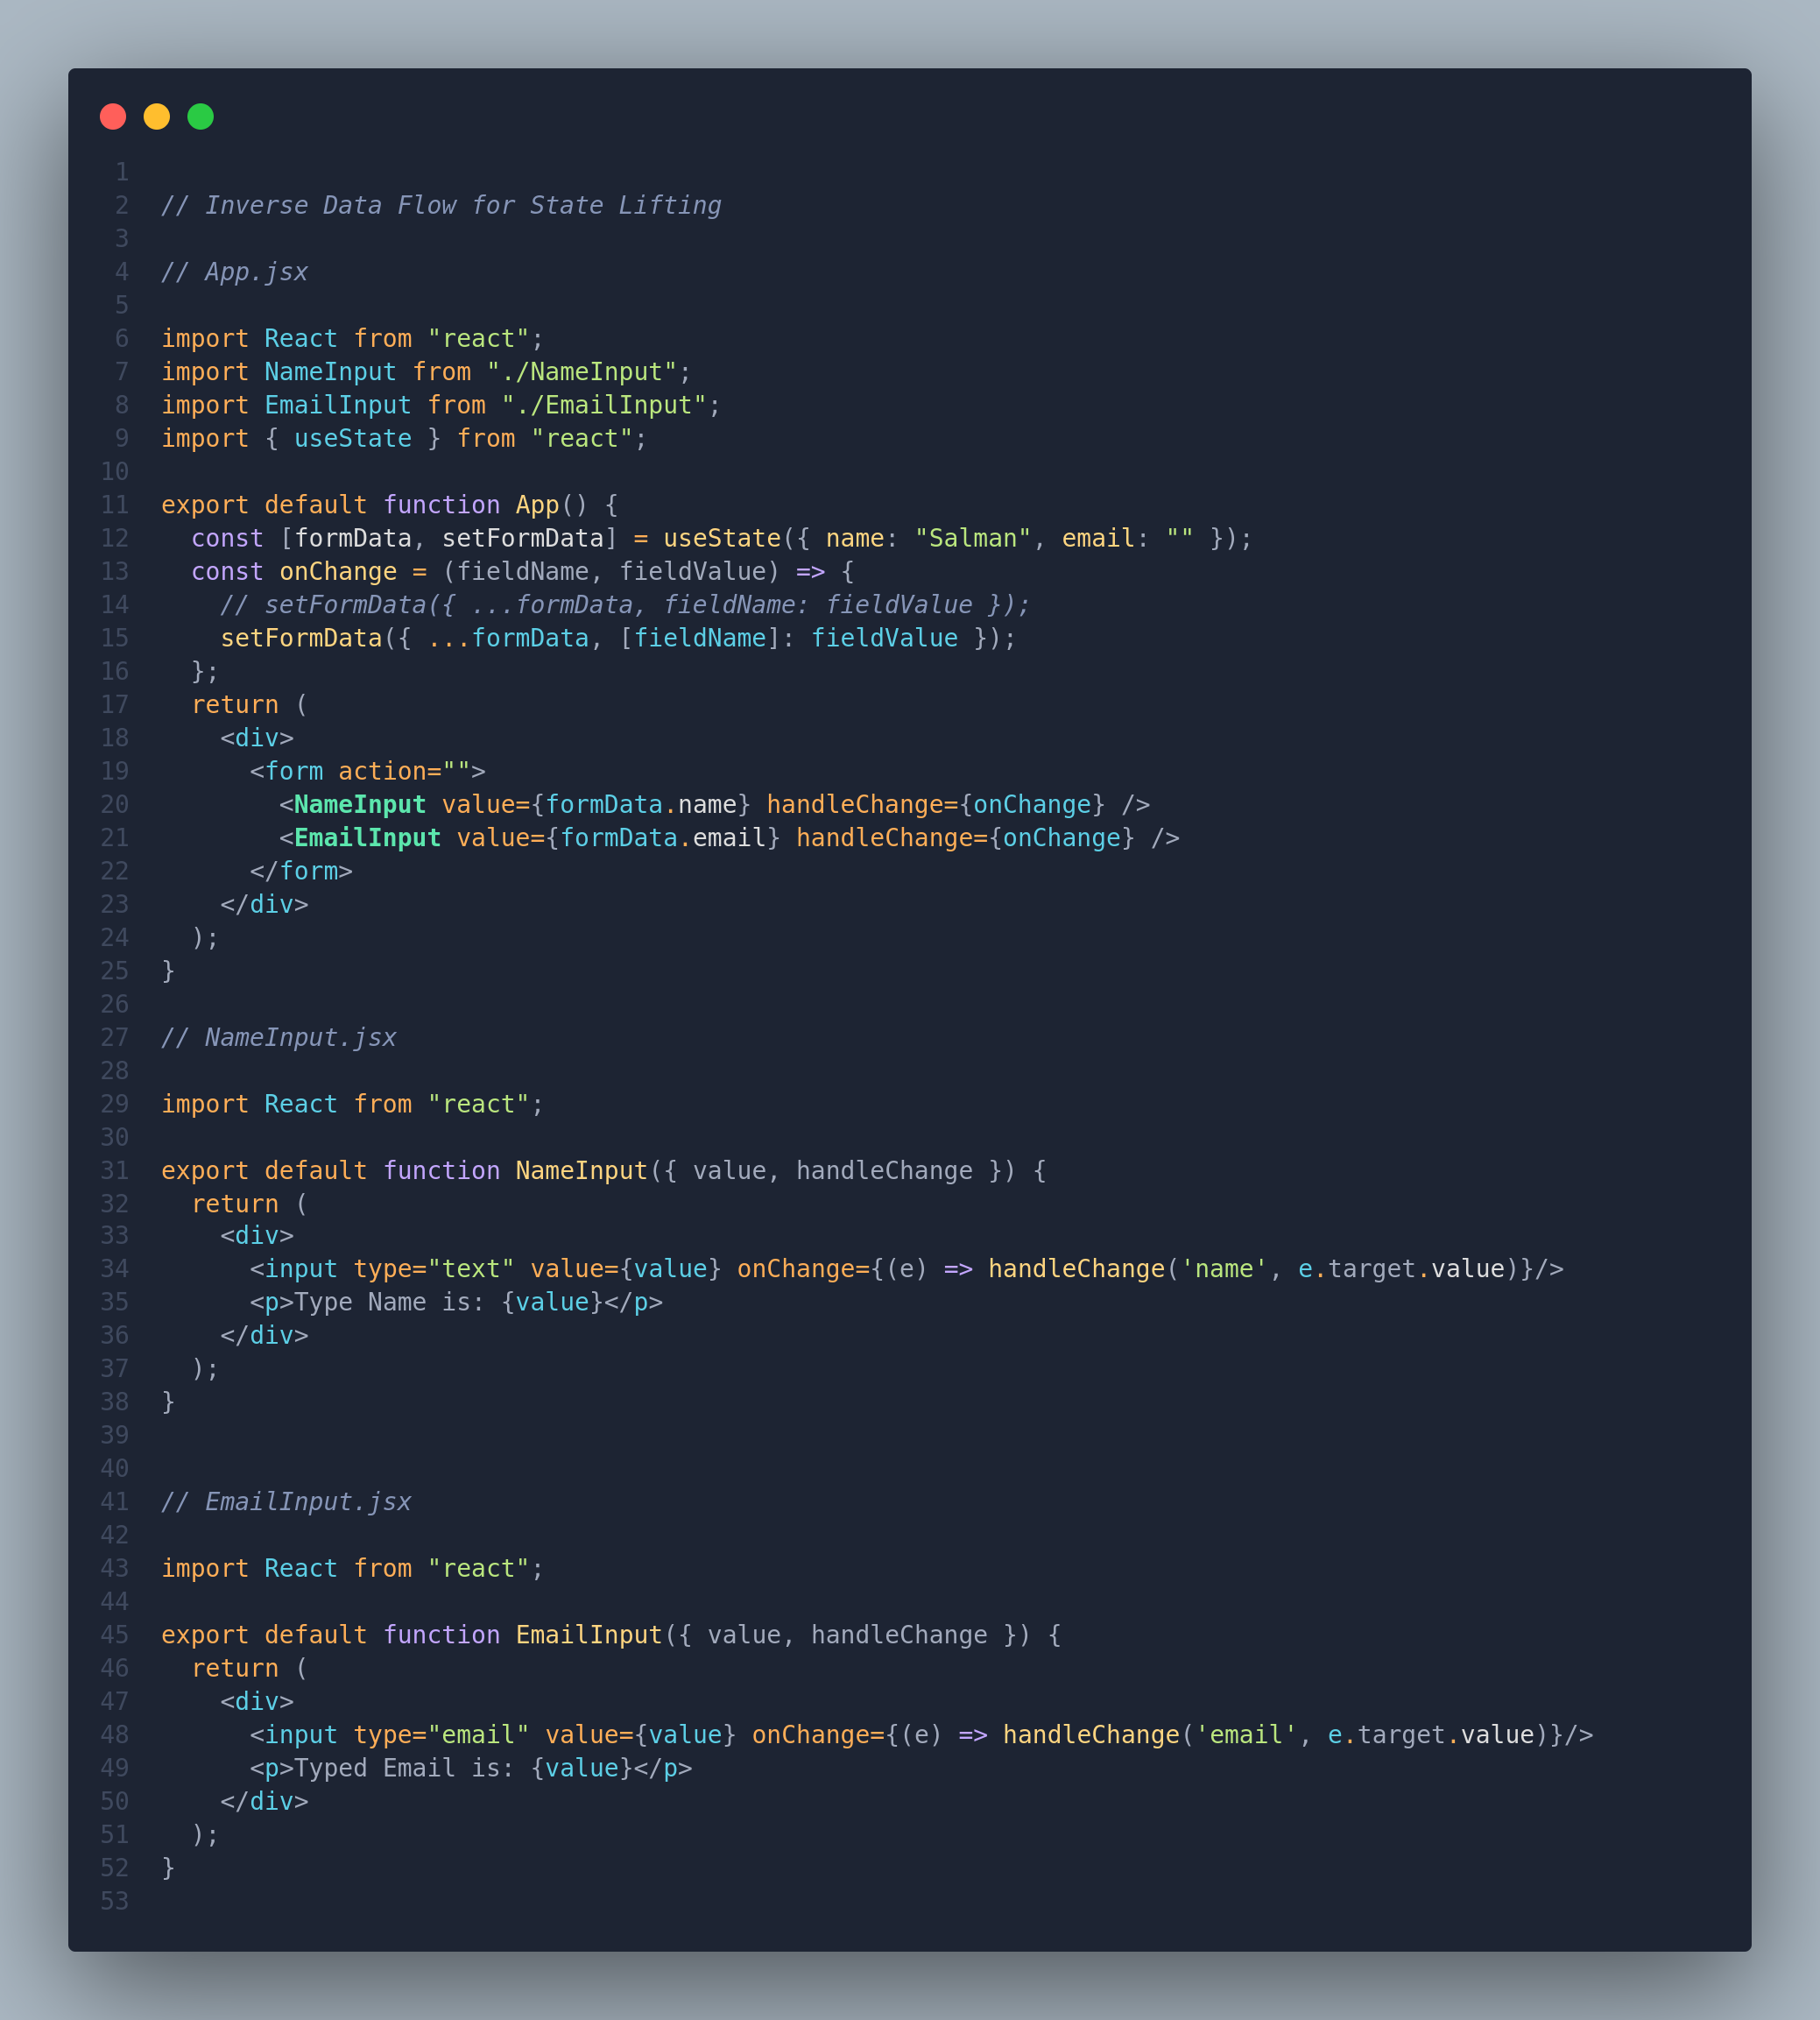 1
2 // Inverse Data Flow for State Lifting
3
4 // App.jsx
5
6 import React from "react";
7 import NameInput from "./NameInput";
8 import EmailInput from "./EmailInput";
9 import { useState } from "react";
10
11 export default function App() {
12   const [formData, setFormData] = useState({ name: "Salman", email: "" });
13   const onChange = (fieldName, fieldValue) => {
14     // setFormData({ ...formData, fieldName: fieldValue });
15     setFormData({ ...formData, [fieldName]: fieldValue });
16   };
17   return (
18     <div>
19       <form action="">
20         <NameInput value={formData.name} handleChange={onChange} />
21         <EmailInput value={formData.email} handleChange={onChange} />
22       </form>
23     </div>
24   );
25 }
26
27 // NameInput.jsx
28
29 import React from "react";
30
31 export default function NameInput({ value, handleChange }) {
32   return (
33     <div>
34       <input type="text" value={value} onChange={(e) => handleChange('name', e.target.value)}/>
35       <p>Type Name is: {value}</p>
36     </div>
37   );
38 }
39
40
41 // EmailInput.jsx
42
43 import React from "react";
44
45 export default function EmailInput({ value, handleChange }) {
46   return (
47     <div>
48       <input type="email" value={value} onChange={(e) => handleChange('email', e.target.value)}/>
49       <p>Typed Email is: {value}</p>
50     </div>
51   );
52 }
53